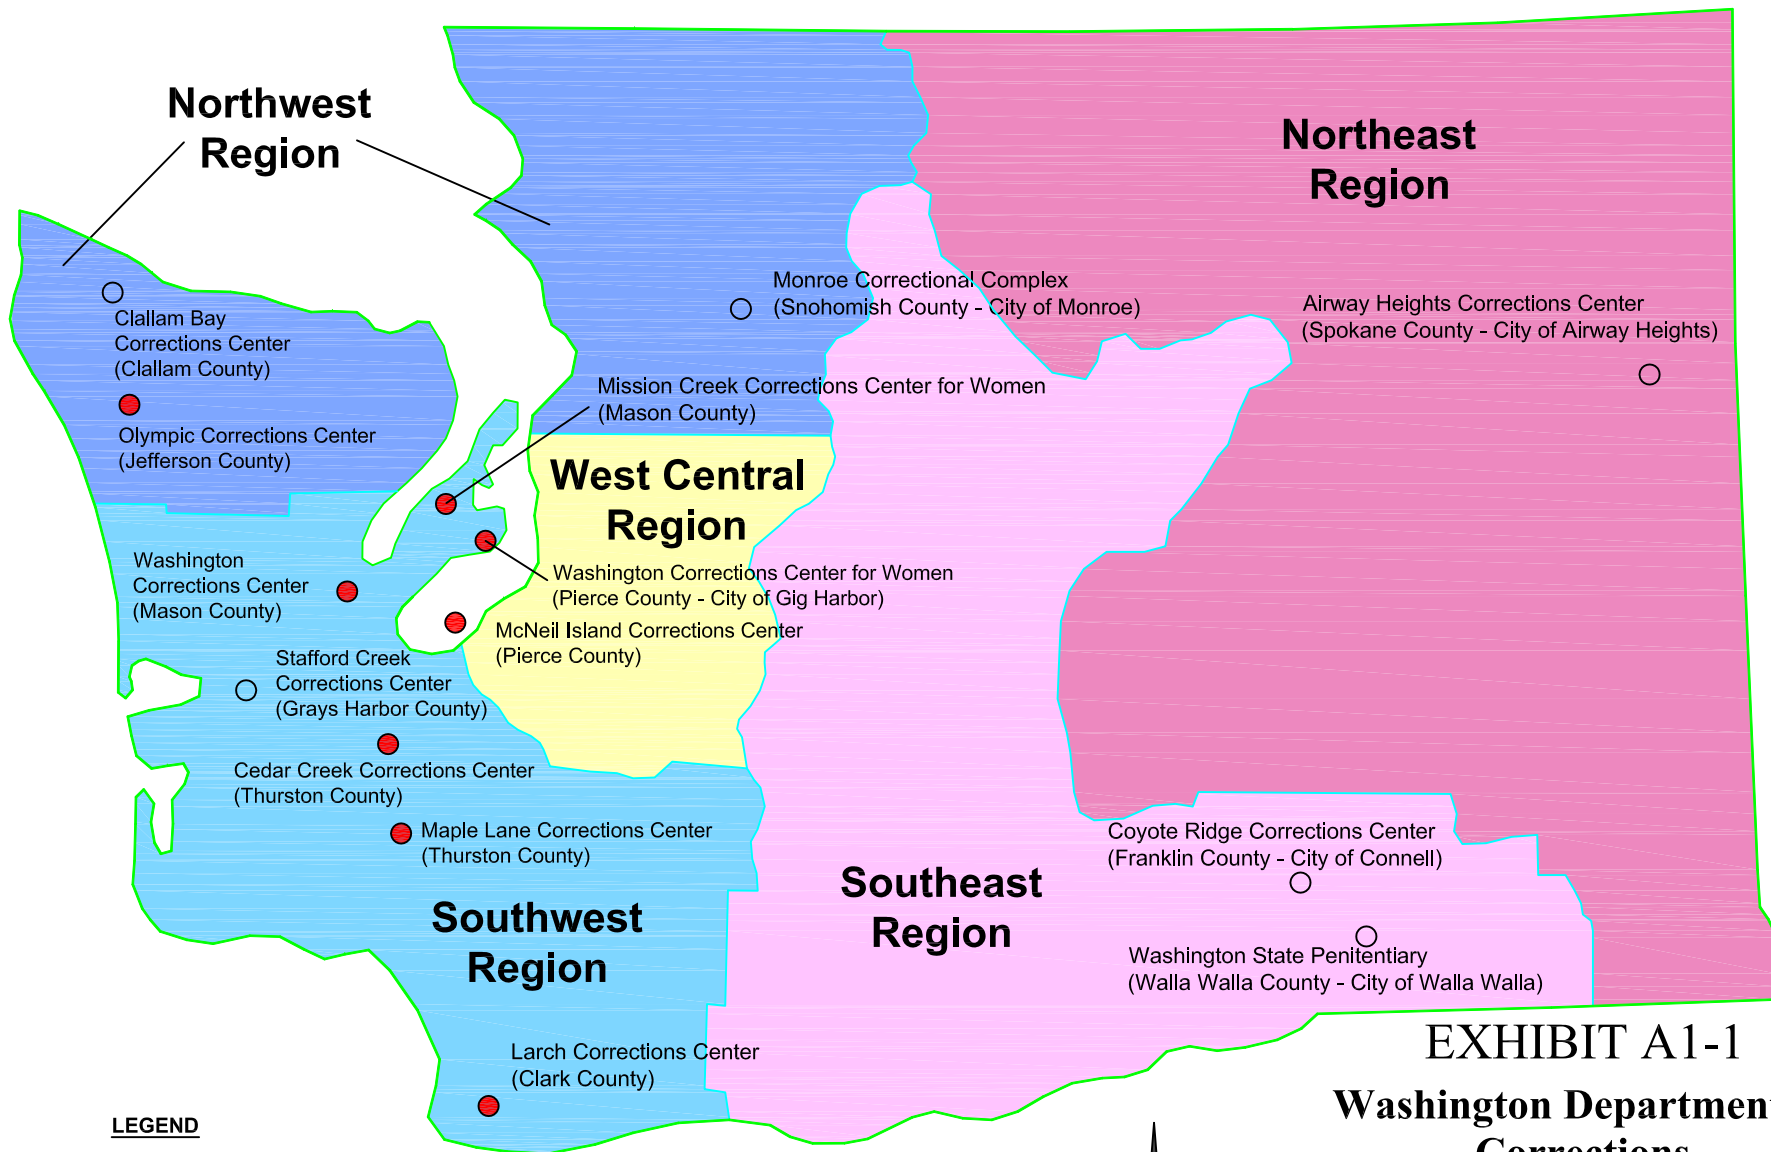 Northwest
Region
Northeast
Region
Monroe Correctional Complex
(Snohomish County - City of Monroe)
Airway Heights Corrections Center
(Spokane County - City of Airway Heights)
Clallam Bay
Corrections Center
(Clallam County)
Mission Creek Corrections Center for Women
(Mason County)
Olympic Corrections Center
(Jefferson County)
West Central
Region
Washington
Corrections Center
(Mason County)
Washington Corrections Center for Women
(Pierce County - City of Gig Harbor)
McNeil Island Corrections Center
(Pierce County)
Stafford Creek
Corrections Center
(Grays Harbor County)
Cedar Creek Corrections Center
(Thurston County)
Maple Lane Corrections Center
(Thurston County)
Coyote Ridge Corrections Center
(Franklin County - City of Connell)
Southeast
Region
Southwest
Region
Washington State Penitentiary
(Walla Walla County - City of Walla Walla)
Larch Corrections Center
(Clark County)
EXHIBIT A1-1
Washington Departmen
Corrections
LEGEND